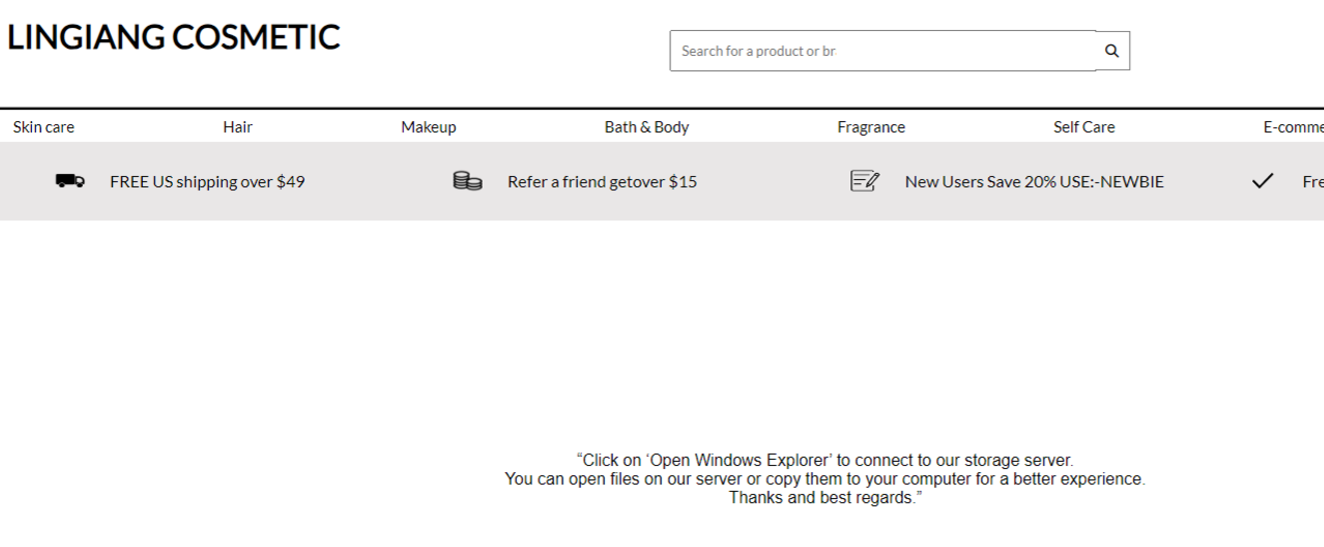 LINGIANG COSMETIC
Search for a product or br
Skin care Hair Makeup Bath & Body Fragrance Self Care E-comme
FREE US shipping over $49 Refer a friend getover $15 New Users Save 20% USE:-NEWBIE Fre
“Click on ‘Open Windows Explorer’ to connect to our storage server.
You can open files on our server or copy them to your computer for a better experience.
Thanks and best regards.”